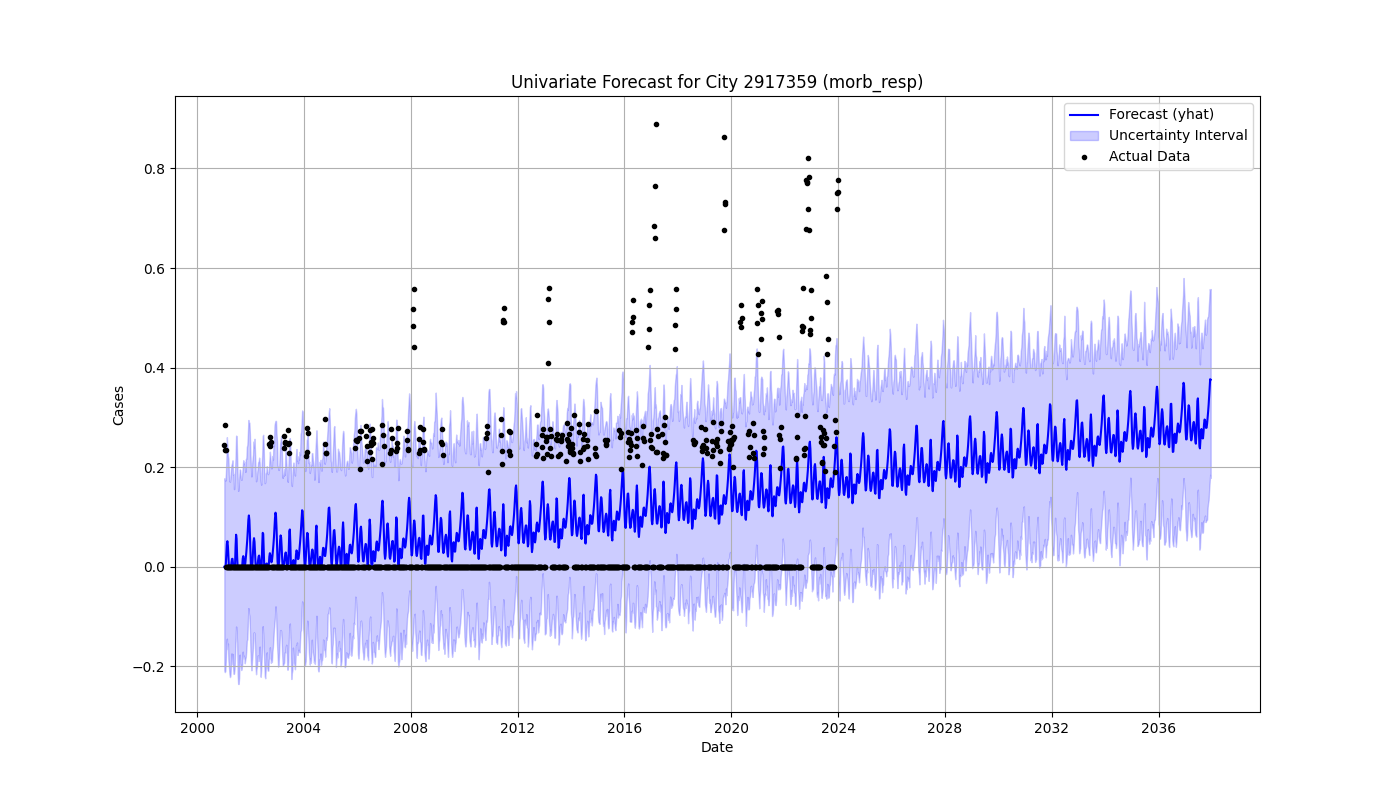 Univariate Forecast for City 2917359 (morb_resp)
Forecast (yhat)
Uncertainty Interval
Actual Data
Cases
0.8
0.6
0.4
0.2
0.0
−0.2
2000 2004 2008 2012 2016 2020 2024 2028 2032 2036
Date